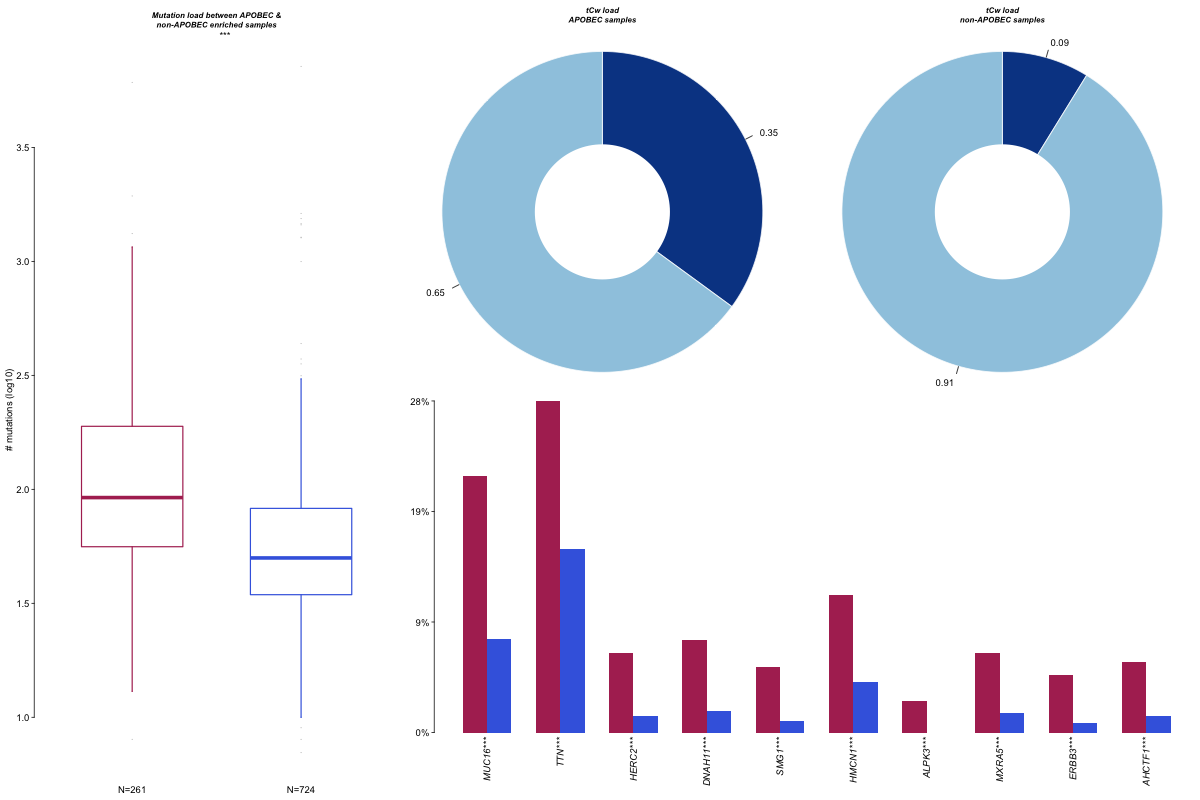 Mutation load between APOBEC &
non-APOBEC enriched samples
***
# mutations (log10)
3.5
3.0
2.5
2.0
1.5
1.0
N=261
N=724
tCw load
APOBEC samples
0.35
0.65
tCw load
non-APOBEC samples
0.09
0.91
28%
19%
9%
0%
MUC16***
TTN***
HERC2***
DNAH11***
SMG1***
HMCN1***
ALPK3***
MXRA5***
ERBB3***
AHCTF1***